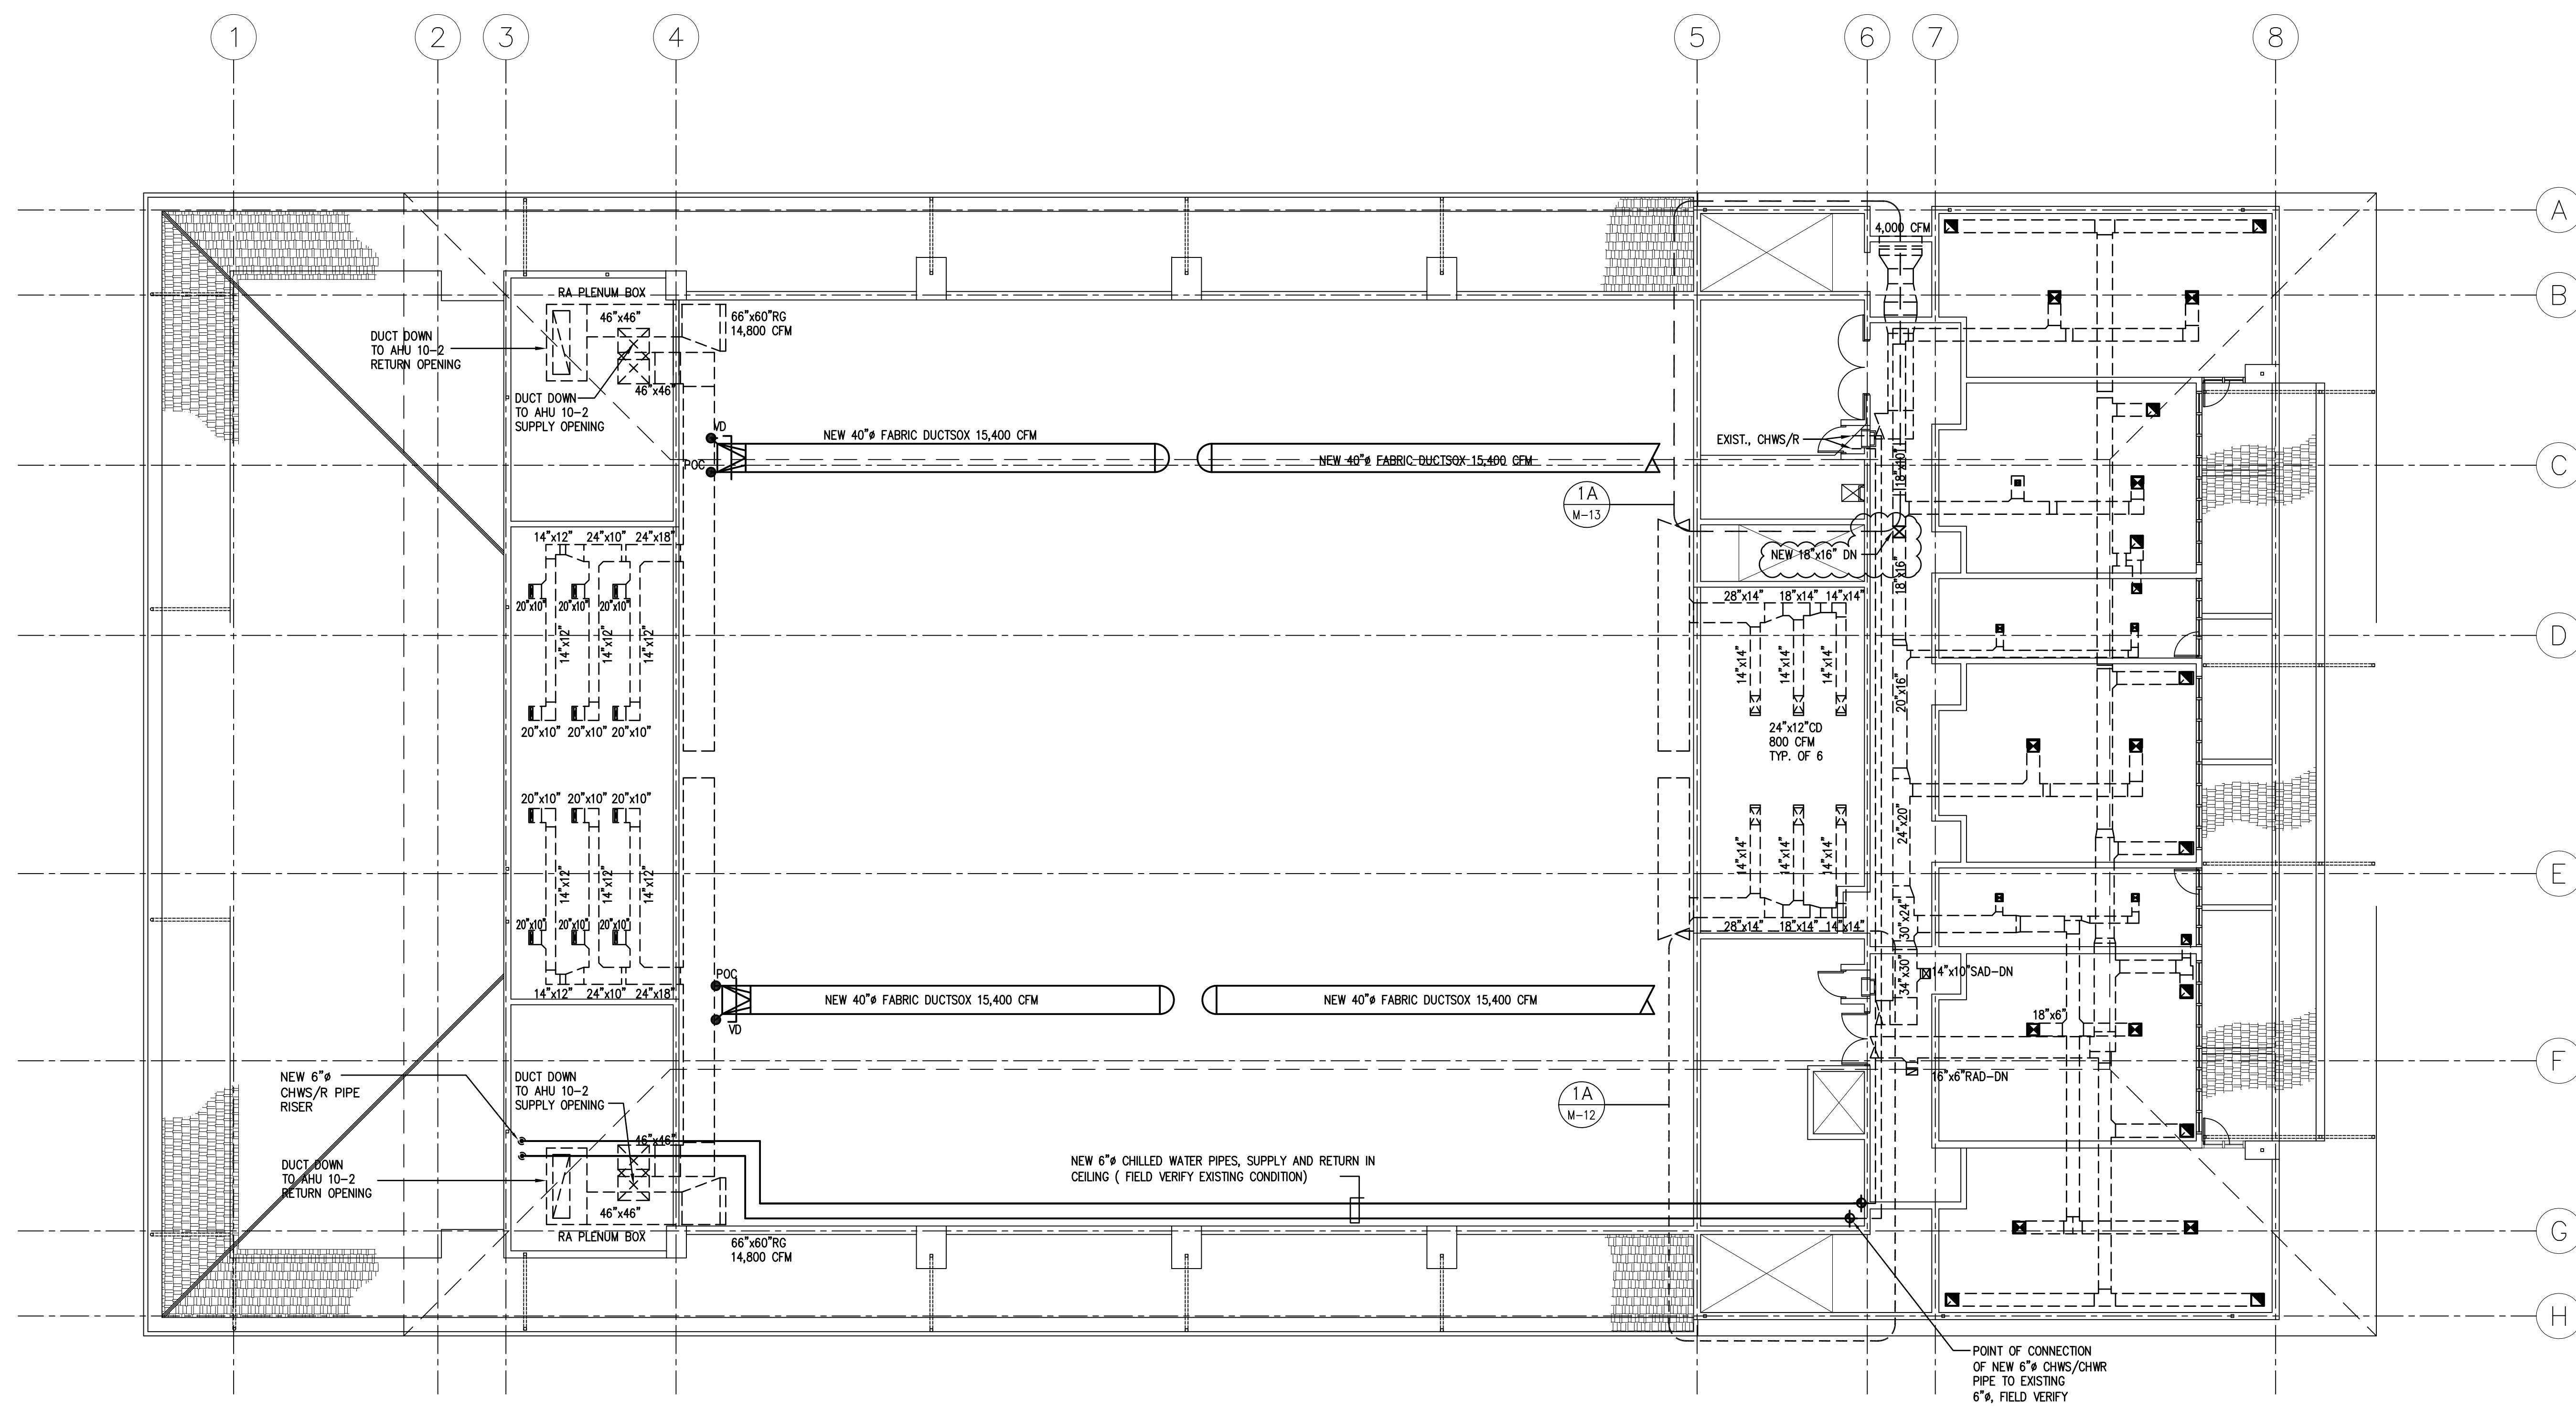 1
2
3
4
5
6
7
8
A
B
C
D
E
F
G
H
4,000 CFM
RA PLENUM BOX
46"x46"
66"x60"RG
14,800 CFM
DUCT DOWN
TO AHU 10-2
RETURN OPENING
46"x46"
DUCT DOWN
TO AHU 10-2
SUPPLY OPENING
VD
POC
NEW 40"ø FABRIC DUCTSOX 15,400 CFM
NEW 40"ø FABRIC DUCTSOX 15,400 CFM
EXIST., CHWS/R
18"x10"
1A
M-13
NEW 18"x16" DN
18"x16"
14"x12"
24"x10"
24"x18"
20"x10"
20"x10"
20"x10"
14"x12"
14"x12"
14"x12"
20"x10"
20"x10"
20"x10"
28"x14"
18"x14"
14"x14"
14"x14"
14"x14"
14"x14"
20"x16"
24"x12"CD
800 CFM
TYP. OF 6
20"x10"
20"x10"
20"x10"
14"x12"
14"x12"
14"x12"
20"x10"
20"x10"
20"x10"
14"x12"
24"x10"
24"x18"
14"x14"
14"x14"
14"x14"
24"x20"
28"x14"
18"x14"
14"x14"
30"x24"
34"x30"
14"x10"SAD-DN
18"x6"
16"x6"RAD-DN
POC
VD
NEW 40"ø FABRIC DUCTSOX 15,400 CFM
NEW 40"ø FABRIC DUCTSOX 15,400 CFM
NEW 6"ø
CHWS/R PIPE
RISER
DUCT DOWN
TO AHU 10-2
SUPPLY OPENING
1A
M-12
46"x46"
DUCT DOWN
TO AHU 10-2
RETURN OPENING
46"x46"
RA PLENUM BOX
66"x60"RG
14,800 CFM
NEW 6"ø CHILLED WATER PIPES, SUPPLY AND RETURN IN
CEILING ( FIELD VERIFY EXISTING CONDITION)
POINT OF CONNECTION
OF NEW 6"ø CHWS/CHWR
PIPE TO EXISTING
6"ø, FIELD VERIFY